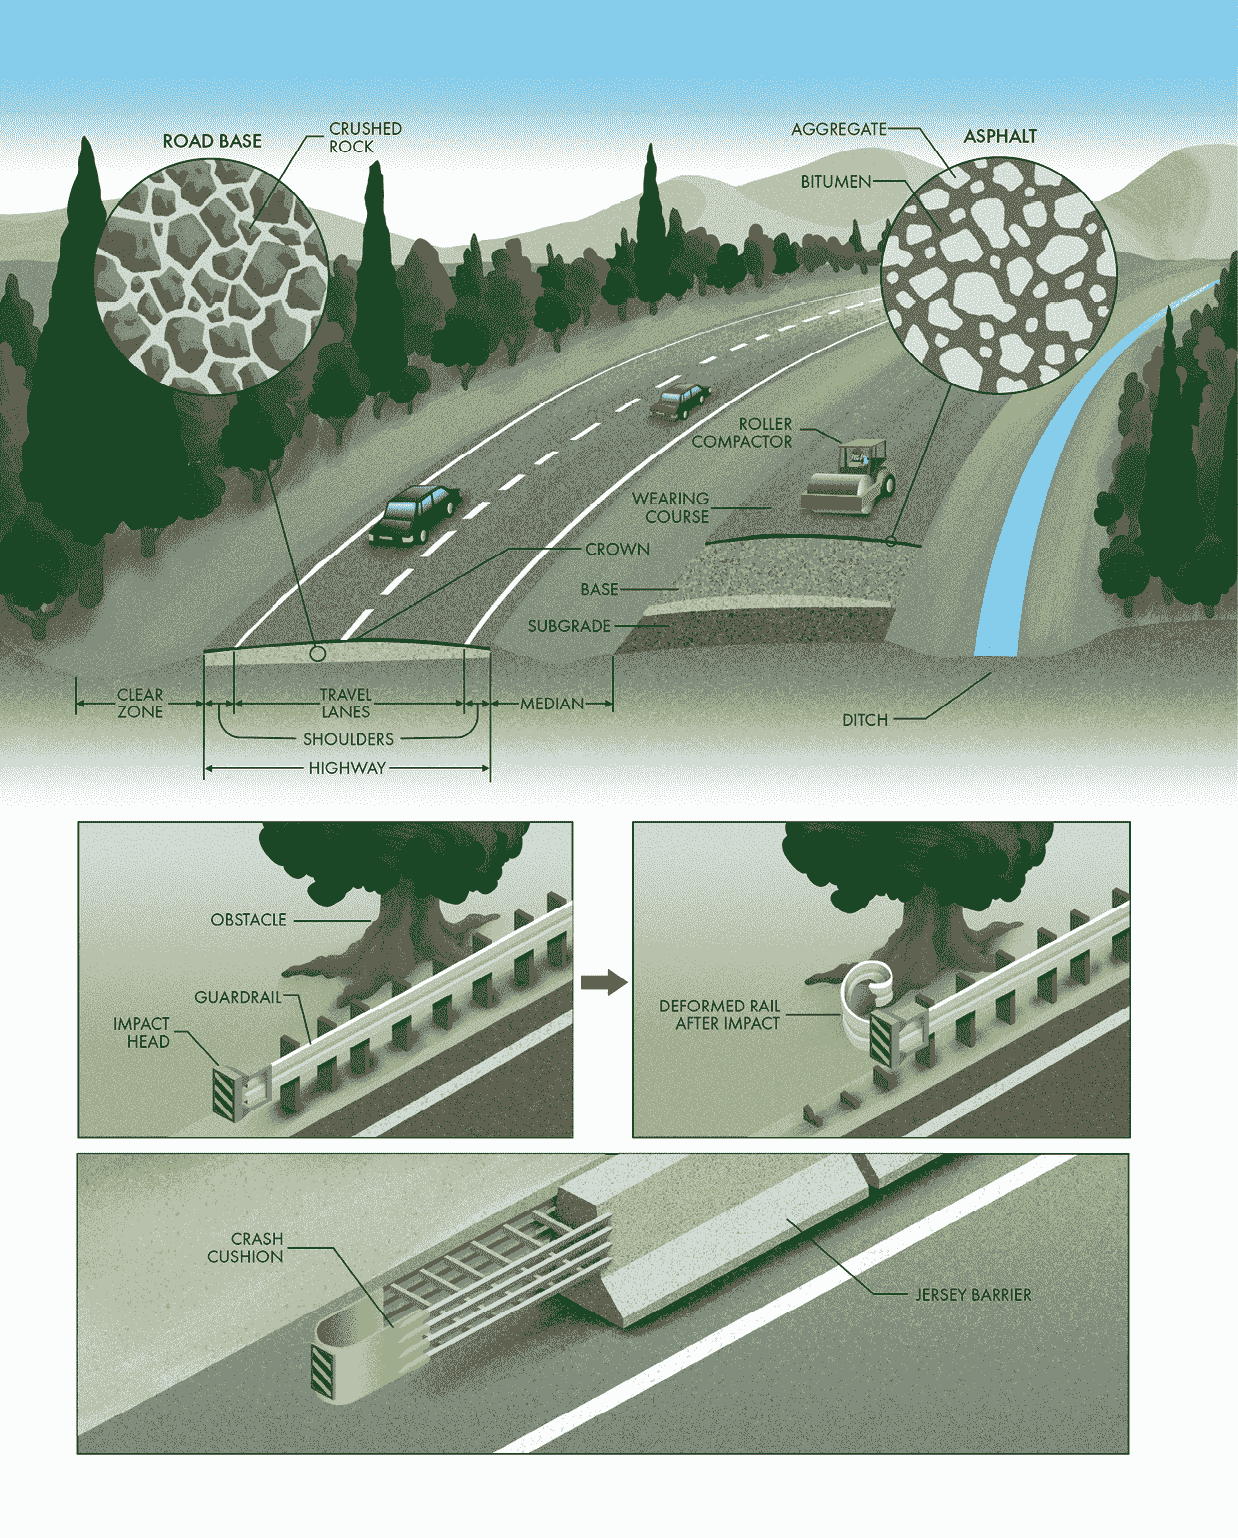 ROAD BASE
CRUSHED
ROCK
AGGREGATE
ASPHALT
BITUMEN
ROLLER
COMPACTOR
WEARING
COURSE
CROWN
BASE
SUBGRADE
CLEAR
ZONE
TRAVEL
LANES
MEDIAN
SHOULDERS
HIGHWAY
DITCH
OBSTACLE
GUARDRAIL
IMPACT
HEAD
DEFORMED RAIL
AFTER IMPACT
CRASH
CUSHION
JERSEY BARRIER